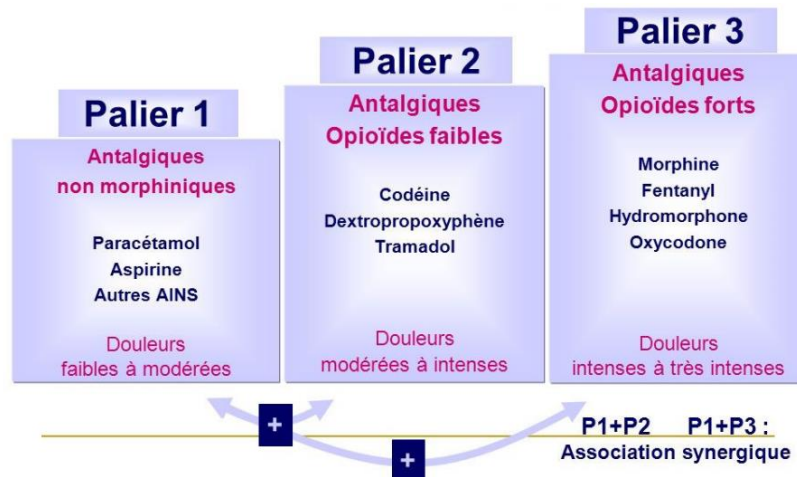 Palier 1
Antalgiques
non morphiniques
Paracétamol
Aspirine
Autres AINS
Douleurs
faibles à modérées
Palier 2
Antalgiques
Opioïdes faibles
Codéine
Dextropropoxyphène
Tramadol
Douleurs
modérées à intenses
Palier 3
Antalgiques
Opioïdes forts
Morphine
Fentanyl
Hydromorphone
Oxycodone
Douleurs
intenses à très intenses
+
+
P1+P2 P1+P3 :
Association synergique